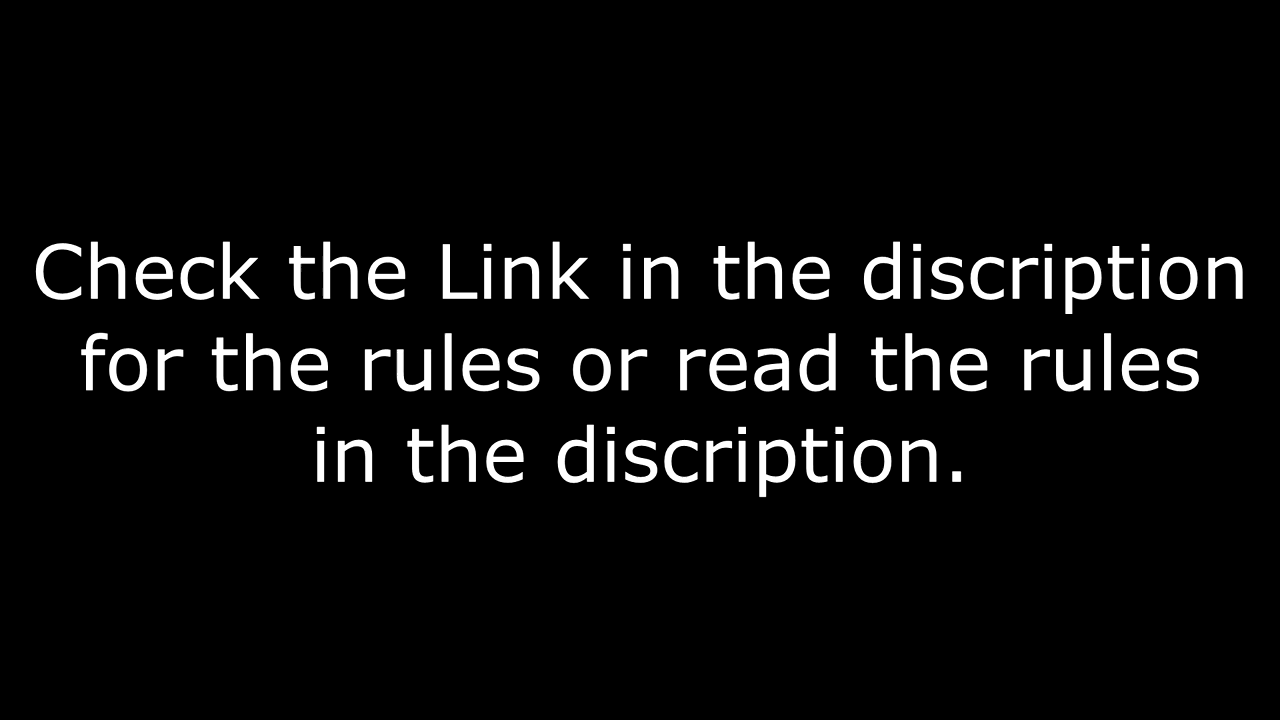 Check the Link in the discription
for the rules or read the rules
in the discription.